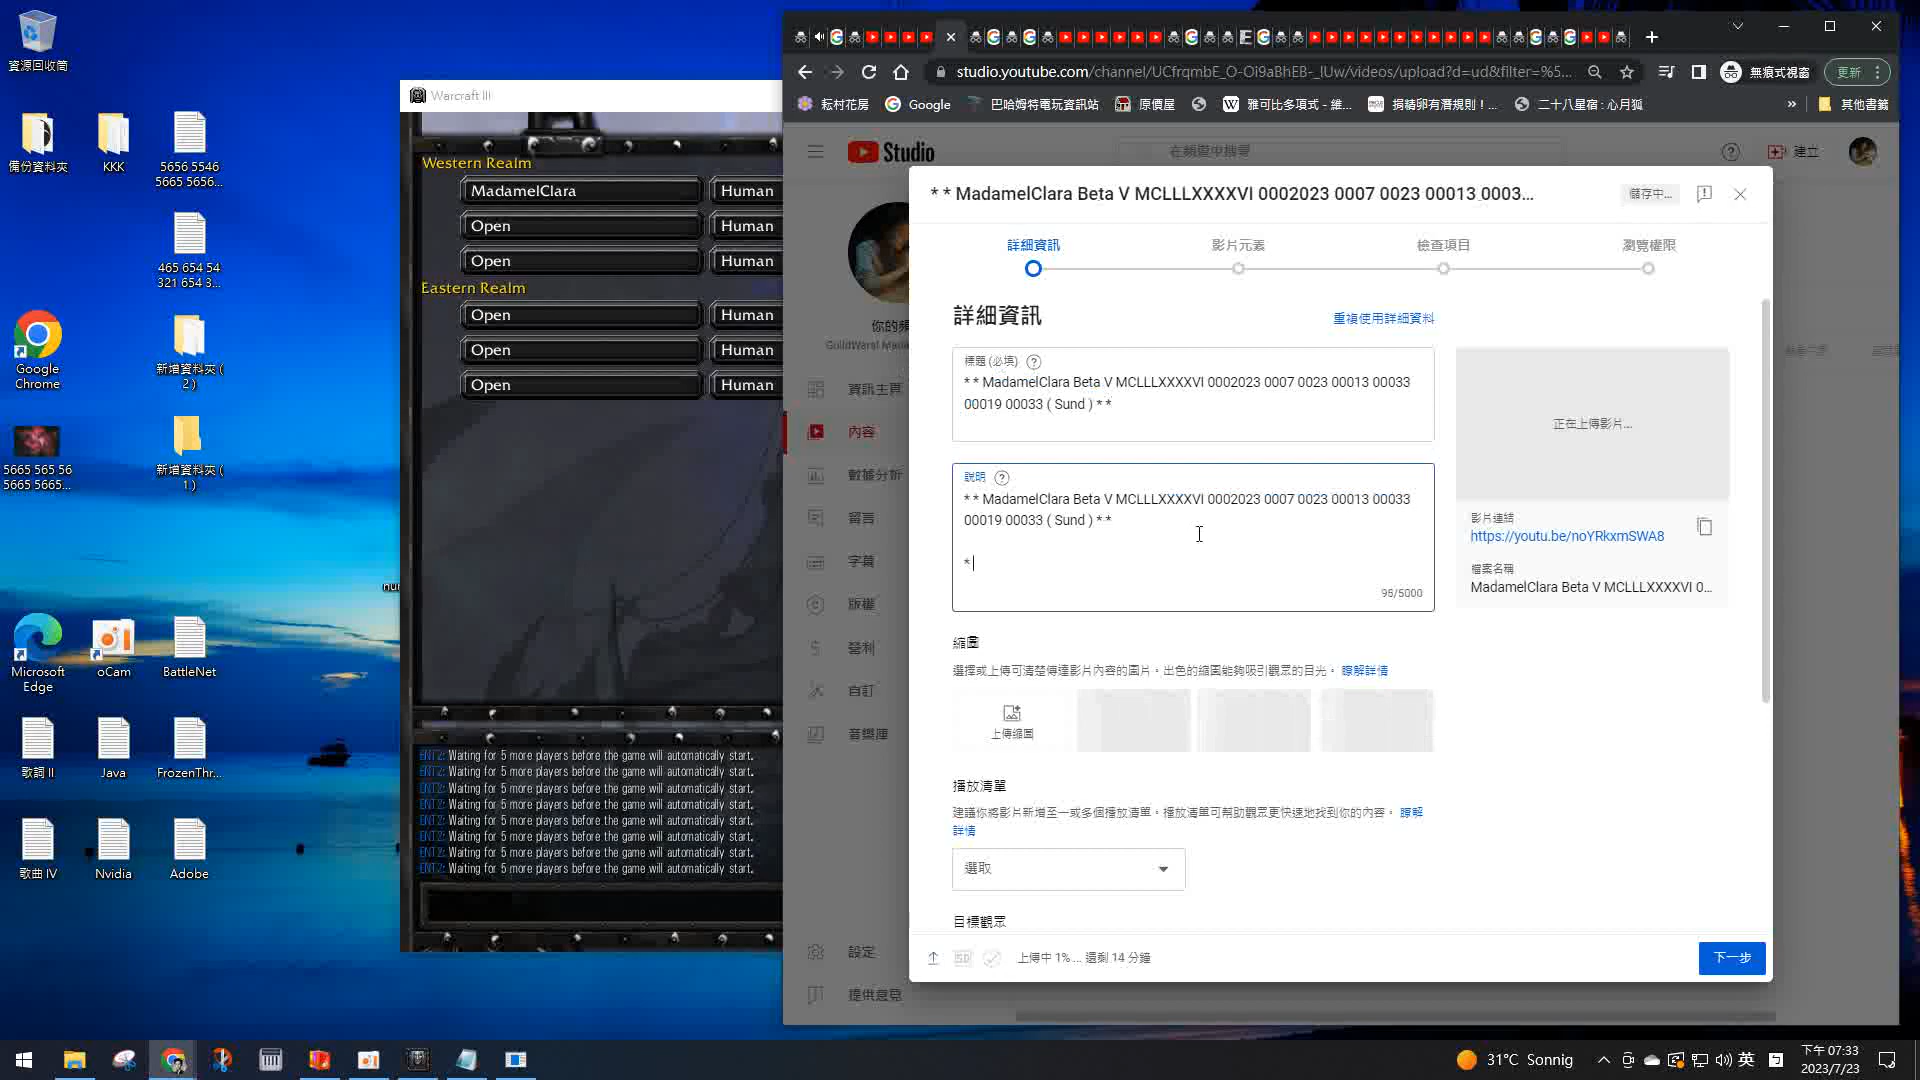 資源回收筒
備份資料夾
KKK
5656 5546
5665 5656...
465 654 54
321 654 3...
Google
Chrome
新增資料夾 (
2 )
5665 565 56
5665 5665...
新增資料夾 (
1 )
Microsoft
Edge
oCam
BattleNet
歌詞 II
Java
FrozenThr...
歌曲 IV
Nvidia
Adobe
Warcraft III
Western Realm
MadamelClara
Human
Open
Human
Open
Human
Eastern Realm
Open
Human
Open
Human
Open
Human
ENT2: Waiting for 5 more players before the game will automatically start.
ENT2: Waiting for 5 more players before the game will automatically start.
ENT2: Waiting for 5 more players before the game will automatically start.
ENT2: Waiting for 5 more players before the game will automatically start.
ENT2: Waiting for 5 more players before the game will automatically start.
ENT2: Waiting for 5 more players before the game will automatically start.
ENT2: Waiting for 5 more players before the game will automatically start.
ENT2: Waiting for 5 more players before the game will automatically start.
studio.youtube.com/channel/UCfrqmbE_O-Oi9aBhEB-_lUw/videos/upload?d=ud&filter=%5...
無痕式視窗
更新
耘村花房
Google
巴哈姆特電玩資訊站
原價屋
雅可比多項式 - 維...
捐精卵有潛規則！...
二十八星宿 : 心月狐
»
其他書籤
Studio
在頻道中搜尋
建立
你的頻
資訊主頁
內容
數據分析
留言
字幕
版權
營利
自訂
音樂庫
設定
提供意見
* * MadamelClara Beta V MCLLLXXXXVI 0002023 0007 0023 00013 0003...
儲存中...
詳細資訊
影片元素
檢查項目
瀏覽權限
詳細資訊
重複使用詳細資料
標題 (必填)
* * MadamelClara Beta V MCLLLXXXXVI 0002023 0007 0023 00013 00033
00019 00033 ( Sund ) * *
說明
* * MadamelClara Beta V MCLLLXXXXVI 0002023 0007 0023 00013 00033
00019 00033 ( Sund ) * *
*
95/5000
正在上傳影片...
影片連結
https://youtu.be/noYRkxmSWA8
檔案名稱
MadamelClara Beta V MCLLLXXXXVI 0...
縮圖
選擇或上傳可清楚傳達影片內容的圖片。出色的縮圖能夠吸引觀眾的目光。 瞭解詳情
上傳縮圖
播放清單
建議你將影片新增至一或多個播放清單。播放清單可幫助觀眾更快速地找到你的內容。 瞭解
詳情
選取
目標觀眾
上傳中 1% ... 還剩 14 分鐘
下一步
31°C Sonnig
英
下午 07:33
2023/7/23